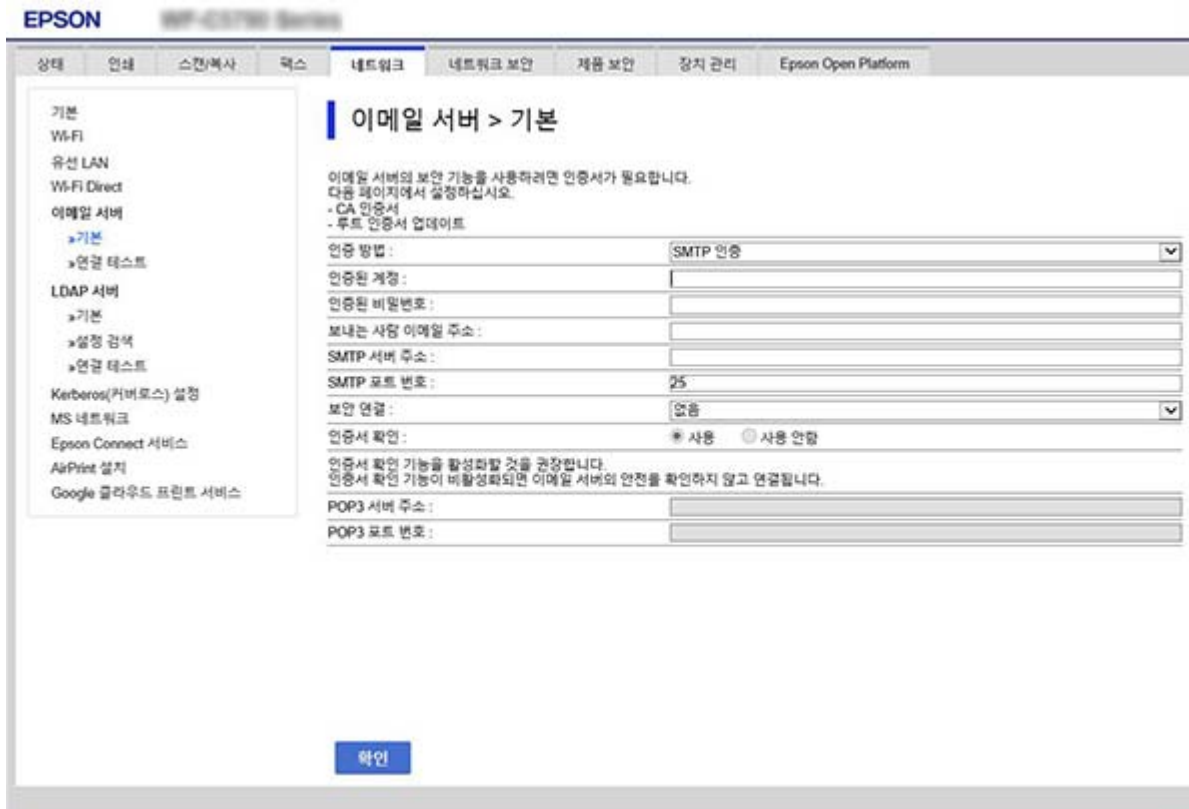 EPSON
상태 인쇄 스캔/복사 팩스 네트워크 네트워크 보안 제품 보안 장치 관리 Epson Open Platform
기본
Wi-Fi
유선 LAN
Wi-Fi Direct
이메일 서버
»기본
»연결 테스트
LDAP 서버
»기본
»설정 검색
»연결 테스트
Kerberos(커버로스) 설정
MS 네트워크
Epson Connect 서비스
AirPrint 설치
Google 클라우드 프린트 서비스
이메일 서버 > 기본
이메일 서버의 보안 기능을 사용하려면 인증서가 필요합니다.
다음 페이지에서 설정하십시오.
- CA 인증서
- 루트 인증서 업데이트
인증 방법 : SMTP 인증
인증된 계정 :
인증된 비밀번호 :
보내는 사람 이메일 주소 :
SMTP 서버 주소 :
SMTP 포트 번호 : 25
보안 연결 : 없음
인증서 확인 : 사용 사용 안함
인증서 확인 기능을 활성화할 것을 권장합니다.
인증서 확인 기능이 비활성화되면 이메일 서버의 안전을 확인하지 않고 연결됩니다.
POP3 서버 주소 :
POP3 포트 번호 :
확인